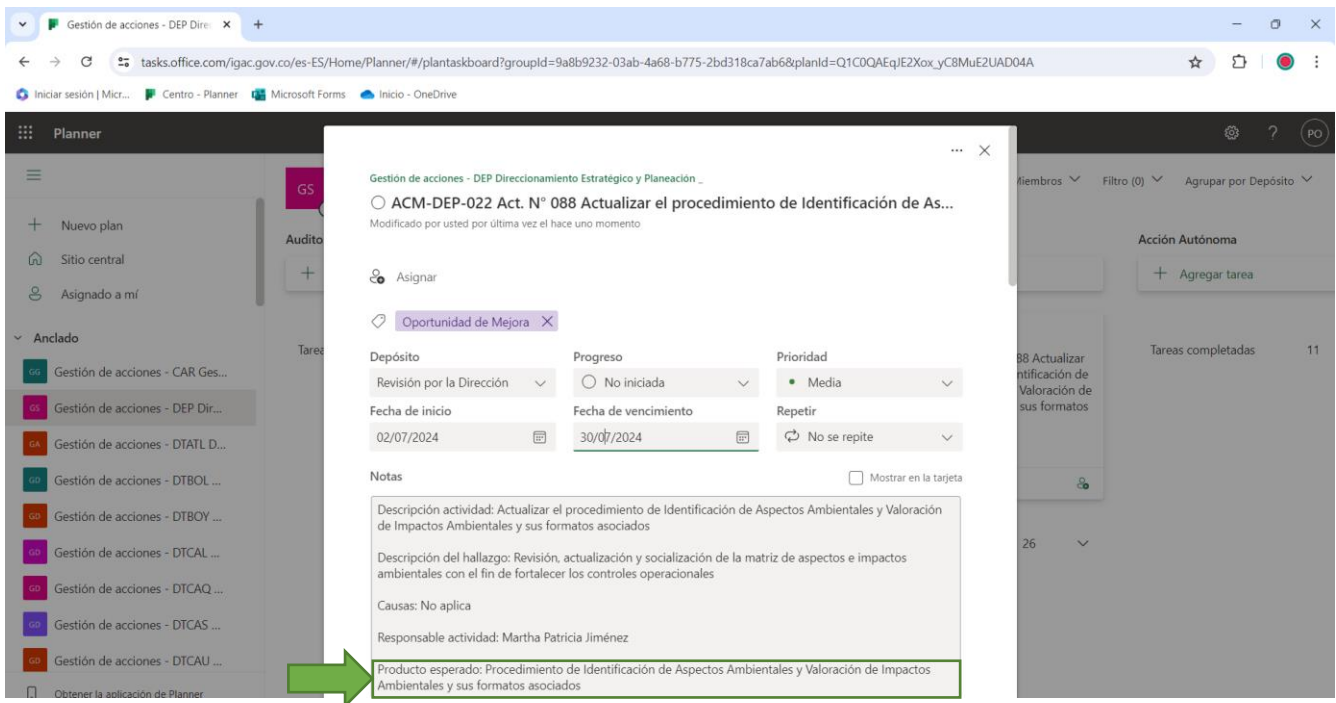 Gestión de acciones - DEP Dire
tasks.office.com/igac.gov.co/es-ES/Home/Planner/#/plantaskboard?groupId=9a8b9232-03ab-4a68-b775-2bd318ca7ab6&planId=Q1C0QAEqJE2Xox_yC8MuE2UAD04A
Iniciar sesión | Micr... Centro - Planner Microsoft Forms Inicio - OneDrive
Planner ? PO
Nuevo plan
Sitio central
Asignado a mí
Anclado
GG Gestión de acciones - CAR Ges...
GS Gestión de acciones - DEP Dir...
GA Gestión de acciones - DTATL D...
GD Gestión de acciones - DTBOL ...
GD Gestión de acciones - DTBOY ...
GD Gestión de acciones - DTCAL ...
GD Gestión de acciones - DTCAQ ...
GD Gestión de acciones - DTCAS ...
GD Gestión de acciones - DTCAU ...
Obtener la aplicación de Planner
GS
Audito
Tarea
Gestión de acciones - DEP Direccionamiento Estratégico y Planeación _
ACM-DEP-022 Act. N° 088 Actualizar el procedimiento de Identificación de As...
Modificado por usted por última vez el hace uno momento
Asignar
Oportunidad de Mejora
Depósito Progreso Prioridad
Revisión por la Dirección No iniciada Media
Fecha de inicio Fecha de vencimiento Repetir
02/07/2024 30/07/2024 No se repite
Notas Mostrar en la tarjeta
Descripción actividad: Actualizar el procedimiento de Identificación de Aspectos Ambientales y Valoración
de Impactos Ambientales y sus formatos asociados
Descripción del hallazgo: Revisión, actualización y socialización de la matriz de aspectos e impactos
ambientales con el fin de fortalecer los controles operacionales
Causas: No aplica
Responsable actividad: Martha Patricia Jiménez
Producto esperado: Procedimiento de Identificación de Aspectos Ambientales y Valoración de Impactos
Ambientales y sus formatos asociados
Miembros Filtro (0) Agrupar por Depósito
88 Actualizar
ntificación de
Valoración de
sus formatos
26
Acción Autónoma
Agregar tarea
Tareas completadas 11